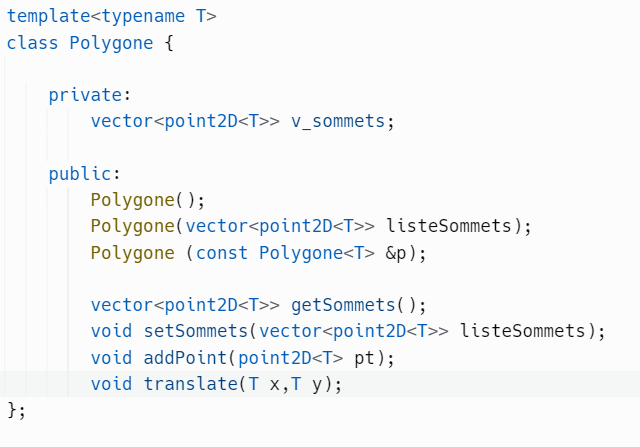 template<typename T>
class Polygone {
private:
vector<point2D<T>> v_sommets;
public:
Polygone();
Polygone(vector<point2D<T>> listeSommets);
Polygone (const Polygone<T> &p);
vector<point2D<T>> getSommets();
void setSommets(vector<point2D<T>> listeSommets);
void addPoint(point2D<T> pt);
void translate(T x,T y);
};